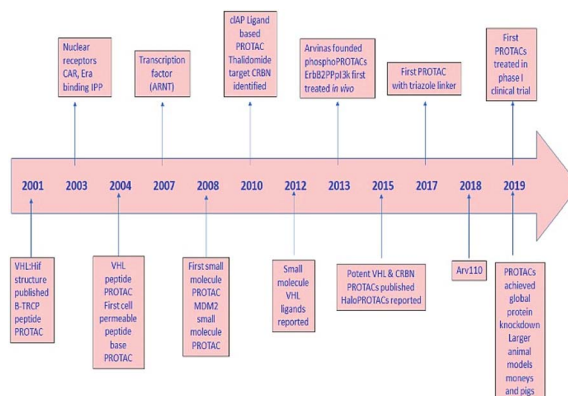 Nuclear
receptors
CAR, Era
binding IPP
Transcription
factor
(ARNT)
cIAP Ligand
based
PROTAC
Thalidomide
target CRBN
identified
Arvinas founded
phosphoPROTACs
ErbB2PPpI3k first
treated in vivo
First PROTAC
with triazole linker
First
PROTACs
treated in
phase I
clinical trial
2001
2003
2004
2007
2008
2010
2012
2013
2015
2017
2018
2019
VHL:Hif
structure
published
B-TRCP
peptide
PROTAC
VHL
peptide
PROTAC
First cell
permeable
peptide
base PROTAC
First small
molecule
PROTAC
MDM2
small
molecule
PROTAC
Small
molecule
VHL
ligands
reported
Potent VHL & CRBN
PROTACs published
HaloPROTACs reported
Arv110
PROTACs
achieved
global
protein
knockdown
Larger
animal
models
moneys
and pigs